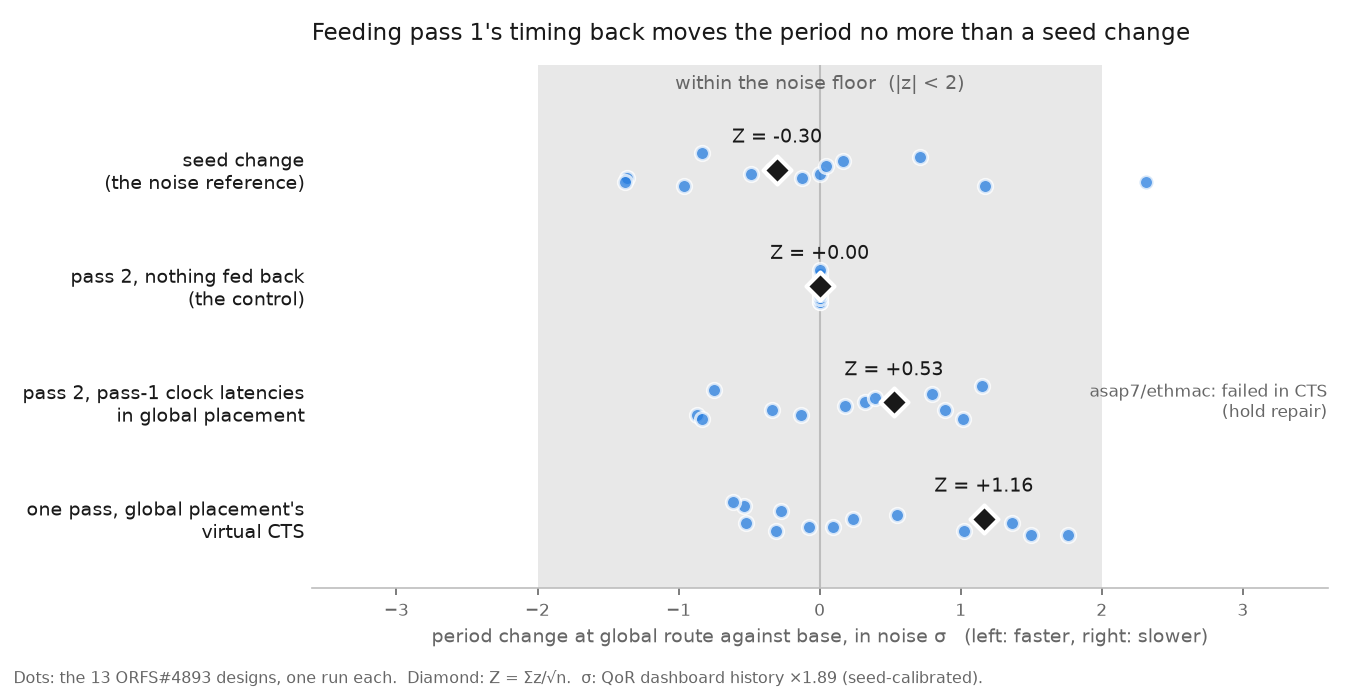 Feeding pass 1's timing back moves the period no more than a seed change
within the noise floor (|z| < 2)
Z = -0.30
seed change
(the noise reference)
Z = +0.00
pass 2, nothing fed back
(the control)
Z = +0.53
pass 2, pass-1 clock latencies
in global placement
asap7/ethmac: failed in CTS
(hold repair)
Z = +1.16
one pass, global placement's
virtual CTS
−3 −2 −1 0 1 2 3
period change at global route against base, in noise σ (left: faster, right: slower)
Dots: the 13 ORFS#4893 designs, one run each. Diamond: Z = Σz/√n. σ: QoR dashboard history ×1.89 (seed-calibrated).